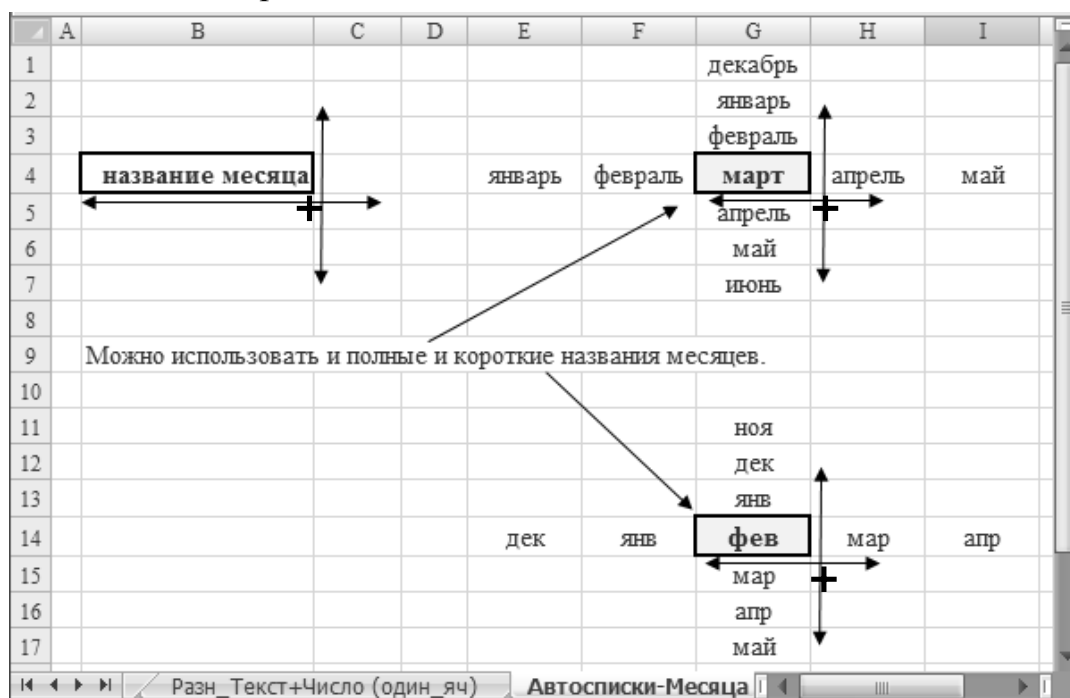 A B C D E F G H I
1 декабрь
2 январь
3 февраль
4 название месяца январь февраль март апрель май
5 апрель
6 май
7 июнь
8
9 Можно использовать и полные и короткие названия месяцев.
10
11 ноя
12 дек
13 янв
14 дек янв фев мар апр
15 мар
16 апр
17 май
Разн_Текст+Число (один_яч) Автосписки-Месяца